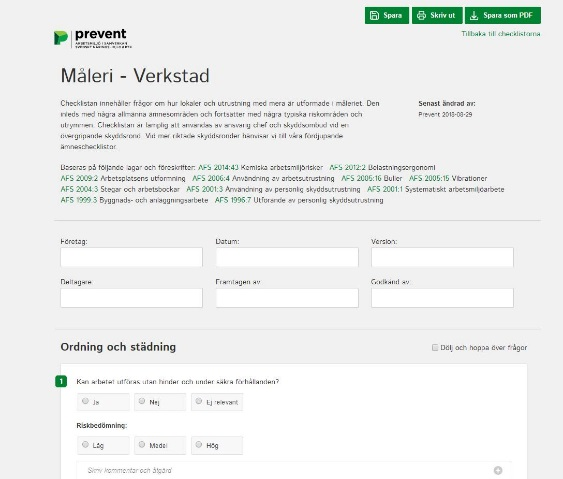 Spara
Skriv ut
Spara som PDF
prevent
ARBETSMILJÖ I SAMVERKAN
SVENSKT NÄRINGSLIV, LO & PTK
Tillbaka till checklistorna
Måleri - Verkstad
Checklistan innehåller frågor om hur lokaler och utrustning med mera är utformade i måleriet. Den
inleds med några allmänna ämnesområden och fortsätter med några typiska riskområden och
utrymmen. Checklistan är lämplig att användas av ansvarig chef och skyddsombud vid en
övergripande skyddsrond. Vid mer riktade skyddsronder hänvisar vi till våra fördjupande
ämneschecklistor.
Senast ändrad av:
Prevent 2018-08-29
Baseras på följande lagar och föreskrifter: AFS 2014:43 Kemiska arbetsmiljörisker AFS 2012:2 Belastningsergonomi
AFS 2009:2 Arbetsplatsens utformning AFS 2006:4 Användning av arbetsutrustning AFS 2005:16 Buller AFS 2005:15 Vibrationer
AFS 2004:3 Stegar och arbetsbockar AFS 2001:3 Användning av personlig skyddsutrustning AFS 2001:1 Systematiskt arbetsmiljöarbete
AFS 1999:3 Byggnads- och anläggningsarbete AFS 1996:7 Utförande av personlig skyddsutrustning
Företag: Datum: Version:
Deltagare: Framtagen av: Godkänd av:
Ordning och städning
Dölj och hoppa över frågor
1 Kan arbetet utföras utan hinder och under säkra förhållanden?
Ja Nej Ej relevant
Riskbedömning:
Låg Medel Hög
Skriv kommentar och åtgärd